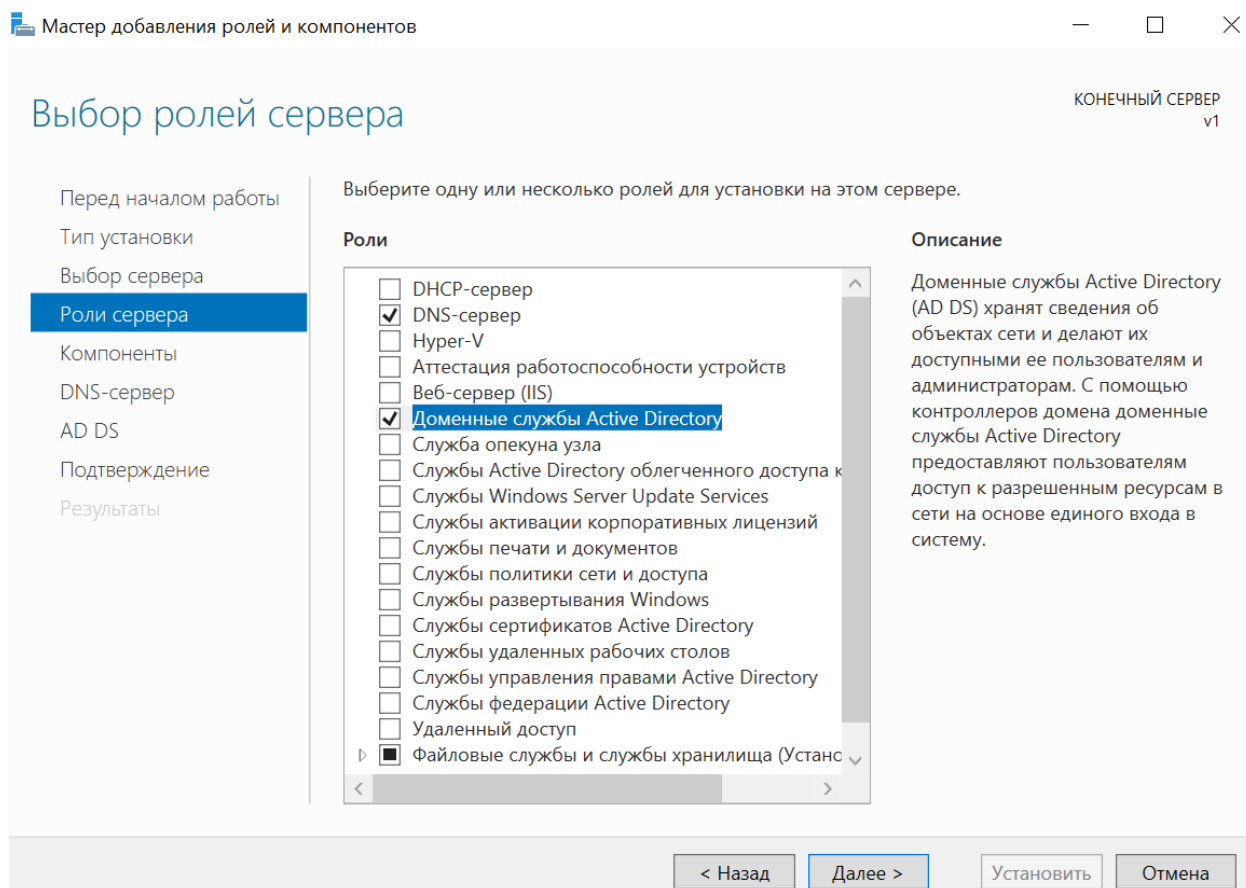 Мастер добавления ролей и компонентов
Выбор ролей сервера
КОНЕЧНЫЙ СЕРВЕР
v1
Перед началом работы
Тип установки
Выбор сервера
Роли сервера
Компоненты
DNS-сервер
AD DS
Подтверждение
Результаты
Выберите одну или несколько ролей для установки на этом сервере.
Роли
DHCP-сервер
DNS-сервер
Hyper-V
Аттестация работоспособности устройств
Веб-сервер (IIS)
Доменные службы Active Directory
Служба опекуна узла
Службы Active Directory облегченного доступа к
Службы Windows Server Update Services
Службы активации корпоративных лицензий
Службы печати и документов
Службы политики сети и доступа
Службы развертывания Windows
Службы сертификатов Active Directory
Службы удаленных рабочих столов
Службы управления правами Active Directory
Службы федерации Active Directory
Удаленный доступ
Файловые службы и службы хранилища (Устано
Описание
Доменные службы Active Directory
(AD DS) хранят сведения об
объектах сети и делают их
доступными ее пользователям и
администраторам. С помощью
контроллеров домена доменные
службы Active Directory
предоставляют пользователям
доступ к разрешенным ресурсам в
сети на основе единого входа в
систему.
< Назад
Далее >
Установить
Отмена